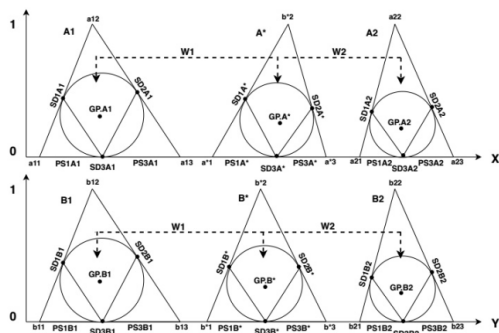 1 a12 b*2 a22
A1 A* A2
W1 W2
SD1A1 SD2A1 SD1A* SD2A* SD1A2 SD2A2
GP.A1 GP.A* GP.A2
0 X
a11 PS1A1 PS3A1 a13 a*1 PS1A* PS3A* a*3 a21 PS1A2 PS3A2 a23
SD3A1 SD3A* SD3A2
1 b12 b*2 b22
B1 B* B2
W1 W2
SD1B1 SD2B1 SD1B* SD2B* SD1B2 SD2B2
GP.B1 GP.B* GP.B2
0 Y
b11 PS1B1 PS3B1 b13 b*1 PS1B* PS3B* b*3 b21 PS1B2 PS3B2 b23
SD3B1 SD3B*